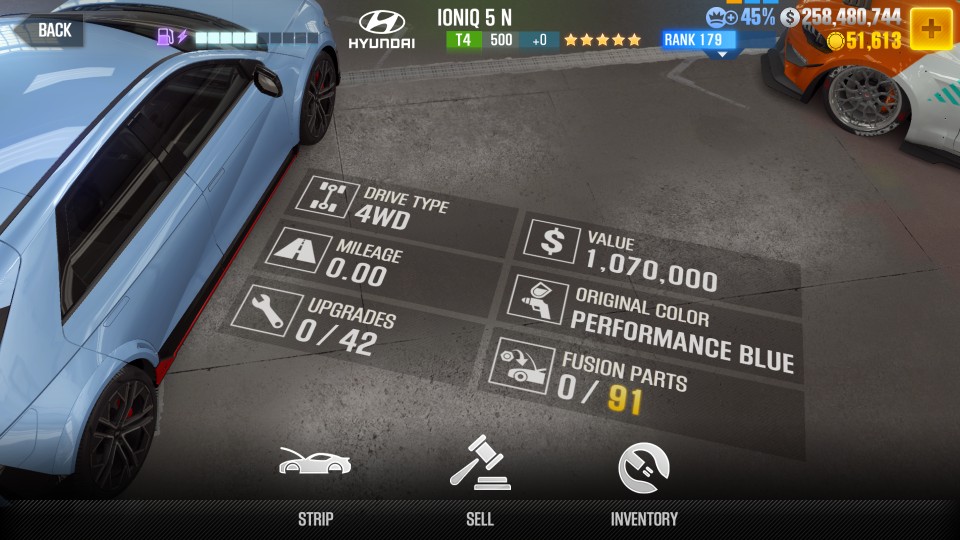 BACK
HYUNDAI
IONIQ 5 N
T4 500 +0
RANK 179
45%
$ 258,480,744
51,613
+
DRIVE TYPE
4WD
MILEAGE
0.00
UPGRADES
0/42
$
VALUE
1,070,000
ORIGINAL COLOR
PERFORMANCE BLUE
FUSION PARTS
0/ 91
STRIP
SELL
INVENTORY